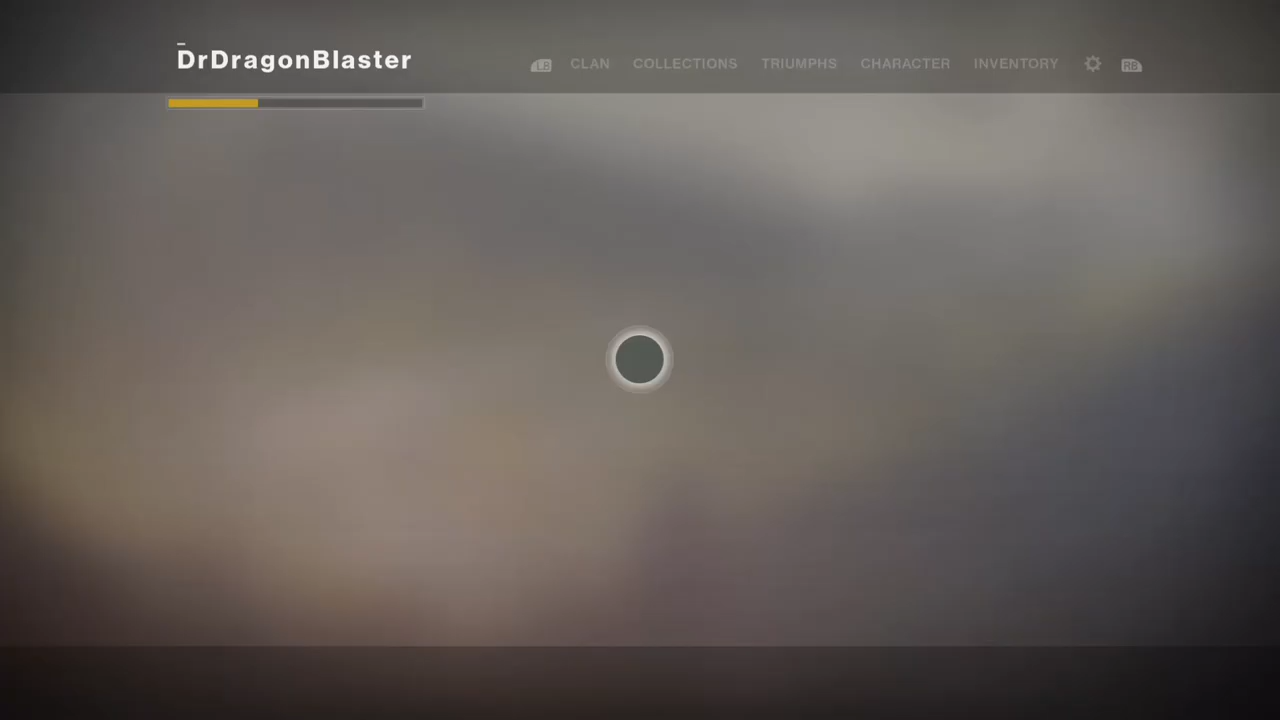 DrDragonBlaster
LB CLAN COLLECTIONS TRIUMPHS CHARACTER INVENTORY RB